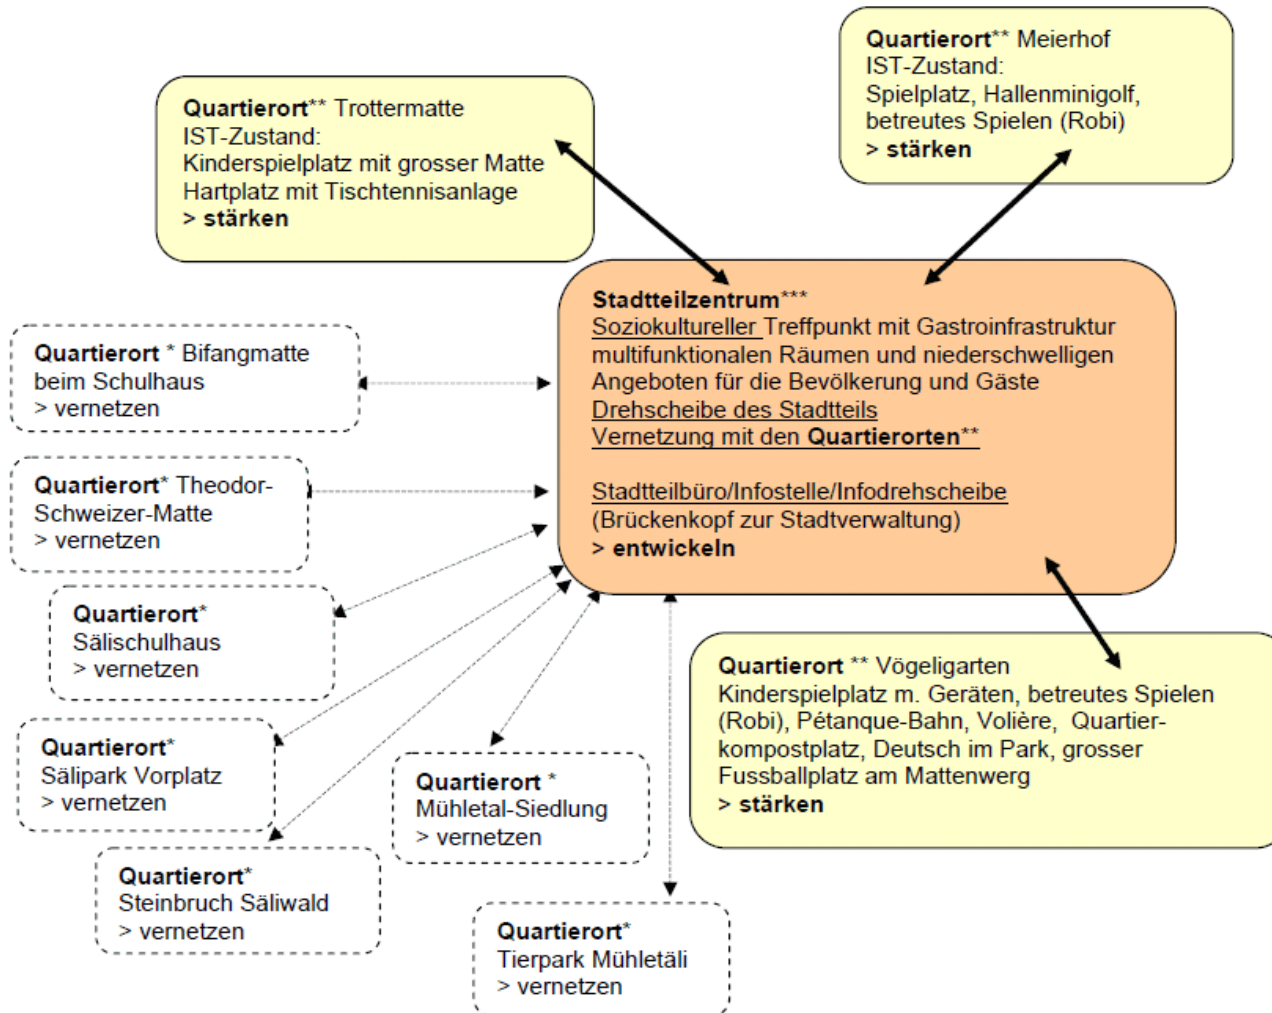 Quartierort** Meierhof
IST-Zustand:
Spielplatz, Hallenminigolf,
betreutes Spielen (Robi)
> stärken
Quartierort** Trottermatte
IST-Zustand:
Kinderspielplatz mit grosser Matte
Hartplatz mit Tischtennisanlage
> stärken
Stadtteilzentrum***
Soziokultureller Treffpunkt mit Gastroinfrastruktur
multifunktionalen Räumen und niederschwelligen
Angeboten für die Bevölkerung und Gäste
Drehscheibe des Stadtteils
Vernetzung mit den Quartierorten**
Stadtteilbüro/Infostelle/Infodrehscheibe
(Brückenkopf zur Stadtverwaltung)
> entwickeln
Quartierort * Bifangmatte
beim Schulhaus
> vernetzen
Quartierort* Theodor-
Schweizer-Matte
> vernetzen
Quartierort*
Sälischulhaus
> vernetzen
Quartierort*
Sälipark Vorplatz
> vernetzen
Quartierort*
Steinbruch Säliwald
> vernetzen
Quartierort *
Mühletal-Siedlung
> vernetzen
Quartierort*
Tierpark Mühletäli
> vernetzen
Quartierort ** Vögeligarten
Kinderspielplatz m. Geräten, betreutes Spielen
(Robi), Pétanque-Bahn, Volière, Quartier-
kompostplatz, Deutsch im Park, grosser
Fussballplatz am Mattenwerg
> stärken